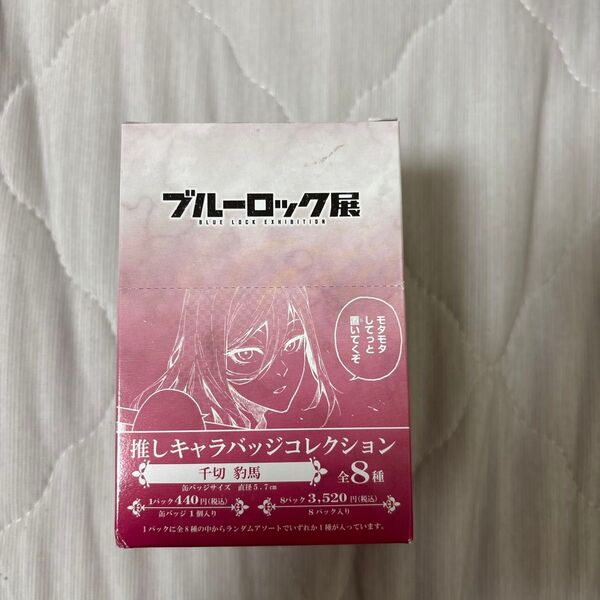 ブルーロック展
BLUE LOCK EXHIBITION
モタモタ
してっと
置いてくぞ
推しキャラバッジコレクション
千切 豹馬
全8種
缶バッジサイズ 直径5.7cm
1パック440円(税込)
缶バッジ1個入り
8パック3,520円(税込)
8パック入り
1パックに全8種の中からランダムアソートでいずれか1種が入っています。